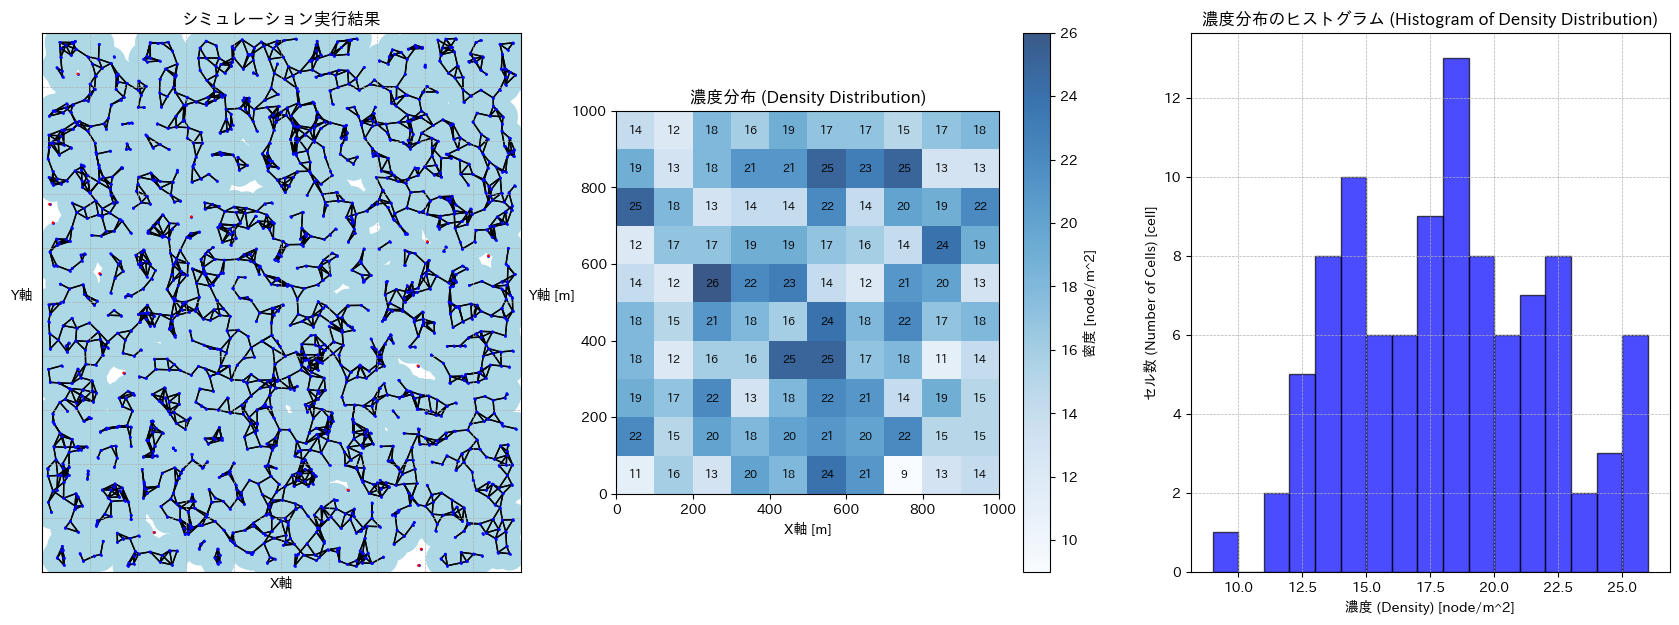 シミュレーション実行結果
Y軸
X軸
濃度分布 (Density Distribution)
1000
800
600
400
200
0
Y軸 [m]
14 12 18 16 19 17 17 15 17 18
19 13 18 21 21 25 23 25 13 13
25 18 13 14 14 22 14 20 19 22
12 17 17 19 19 17 16 14 24 19
14 12 26 22 23 14 12 21 20 13
18 15 21 18 16 24 18 22 17 18
18 12 16 16 25 25 17 18 11 14
19 17 22 13 18 22 21 14 19 15
22 15 20 18 20 21 20 22 15 15
11 16 13 20 18 24 21 9 13 14
0 200 400 600 800 1000
X軸 [m]
26
24
22
20
18
16
14
12
10
密度 [node/m^2]
濃度分布のヒストグラム (Histogram of Density Distribution)
セル数 (Number of Cells) [cell]
12
10
8
6
4
2
0
10.0 12.5 15.0 17.5 20.0 22.5 25.0
濃度 (Density) [node/m^2]